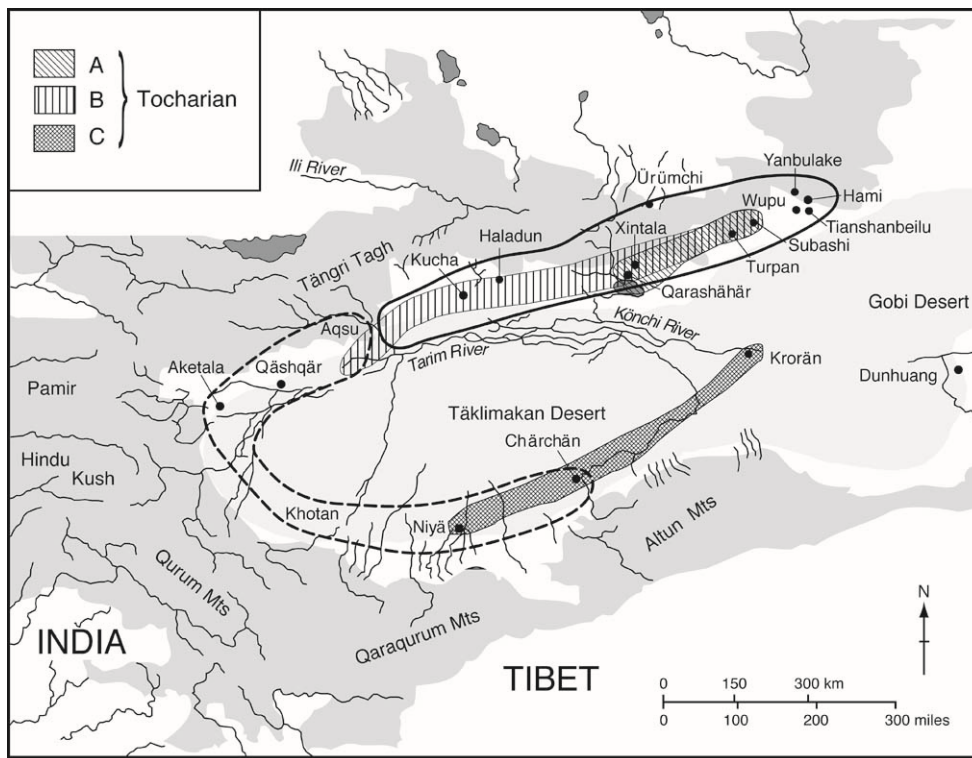 A
B
C
Tocharian
Ili River
Ürümchi
Yanbulake
Hami
Wupu
Tianshanbeilu
Xintala
Subashi
Haladun
Kucha
Turpan
Tängri Tagh
Qarashähär
Gobi Desert
Könchi River
Aqsu
Tarim River
Krorän
Aketala
Qäshqär
Dunhuang
Pamir
Täklimakan Desert
Chärchän
Hindu
Kush
Khotan
Niyä
Altun Mts
Qurum Mts
Qaraqurum Mts
N
INDIA
TIBET
0 150 300 km
0 100 200 300 miles